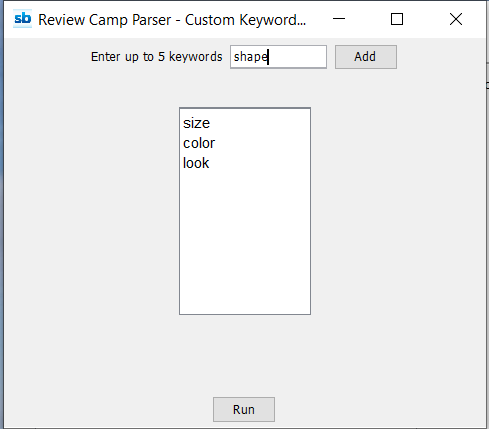 sb Review Camp Parser - Custom Keyword...
Enter up to 5 keywords shape Add
size
color
look
Run